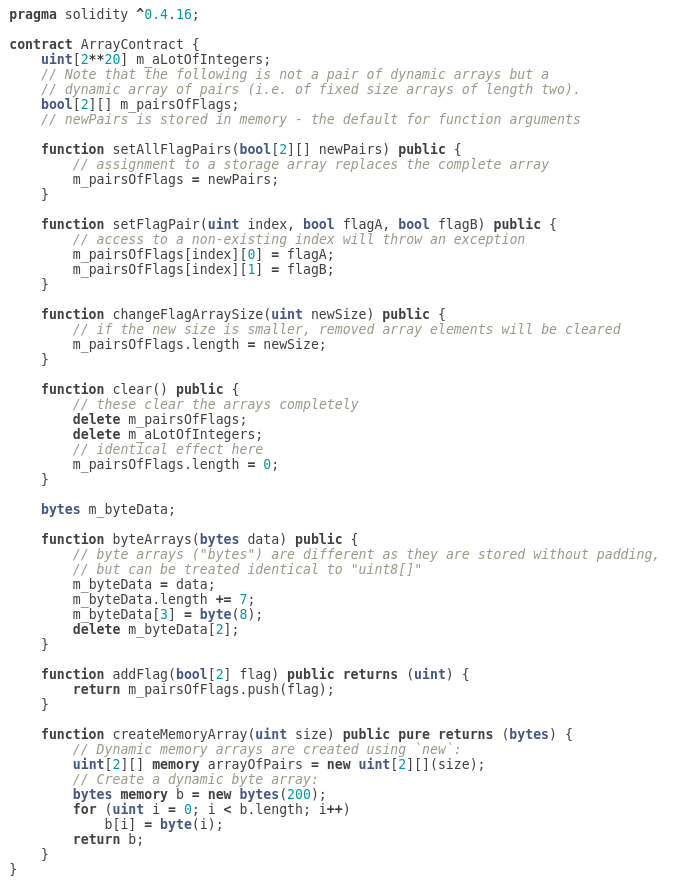 pragma solidity ^0.4.16;

contract ArrayContract {
    uint[2**20] m_aLotOfIntegers;
    // Note that the following is not a pair of dynamic arrays but a
    // dynamic array of pairs (i.e. of fixed size arrays of length two).
    bool[2][] m_pairsOfFlags;
    // newPairs is stored in memory - the default for function arguments

    function setAllFlagPairs(bool[2][] newPairs) public {
        // assignment to a storage array replaces the complete array
        m_pairsOfFlags = newPairs;
    }

    function setFlagPair(uint index, bool flagA, bool flagB) public {
        // access to a non-existing index will throw an exception
        m_pairsOfFlags[index][0] = flagA;
        m_pairsOfFlags[index][1] = flagB;
    }

    function changeFlagArraySize(uint newSize) public {
        // if the new size is smaller, removed array elements will be cleared
        m_pairsOfFlags.length = newSize;
    }

    function clear() public {
        // these clear the arrays completely
        delete m_pairsOfFlags;
        delete m_aLotOfIntegers;
        // identical effect here
        m_pairsOfFlags.length = 0;
    }

    bytes m_byteData;

    function byteArrays(bytes data) public {
        // byte arrays ("bytes") are different as they are stored without padding,
        // but can be treated identical to "uint8[]"
        m_byteData = data;
        m_byteData.length += 7;
        m_byteData[3] = byte(8);
        delete m_byteData[2];
    }

    function addFlag(bool[2] flag) public returns (uint) {
        return m_pairsOfFlags.push(flag);
    }

    function createMemoryArray(uint size) public pure returns (bytes) {
        // Dynamic memory arrays are created using `new`:
        uint[2][] memory arrayOfPairs = new uint[2][](size);
        // Create a dynamic byte array:
        bytes memory b = new bytes(200);
        for (uint i = 0; i < b.length; i++)
            b[i] = byte(i);
        return b;
    }
}